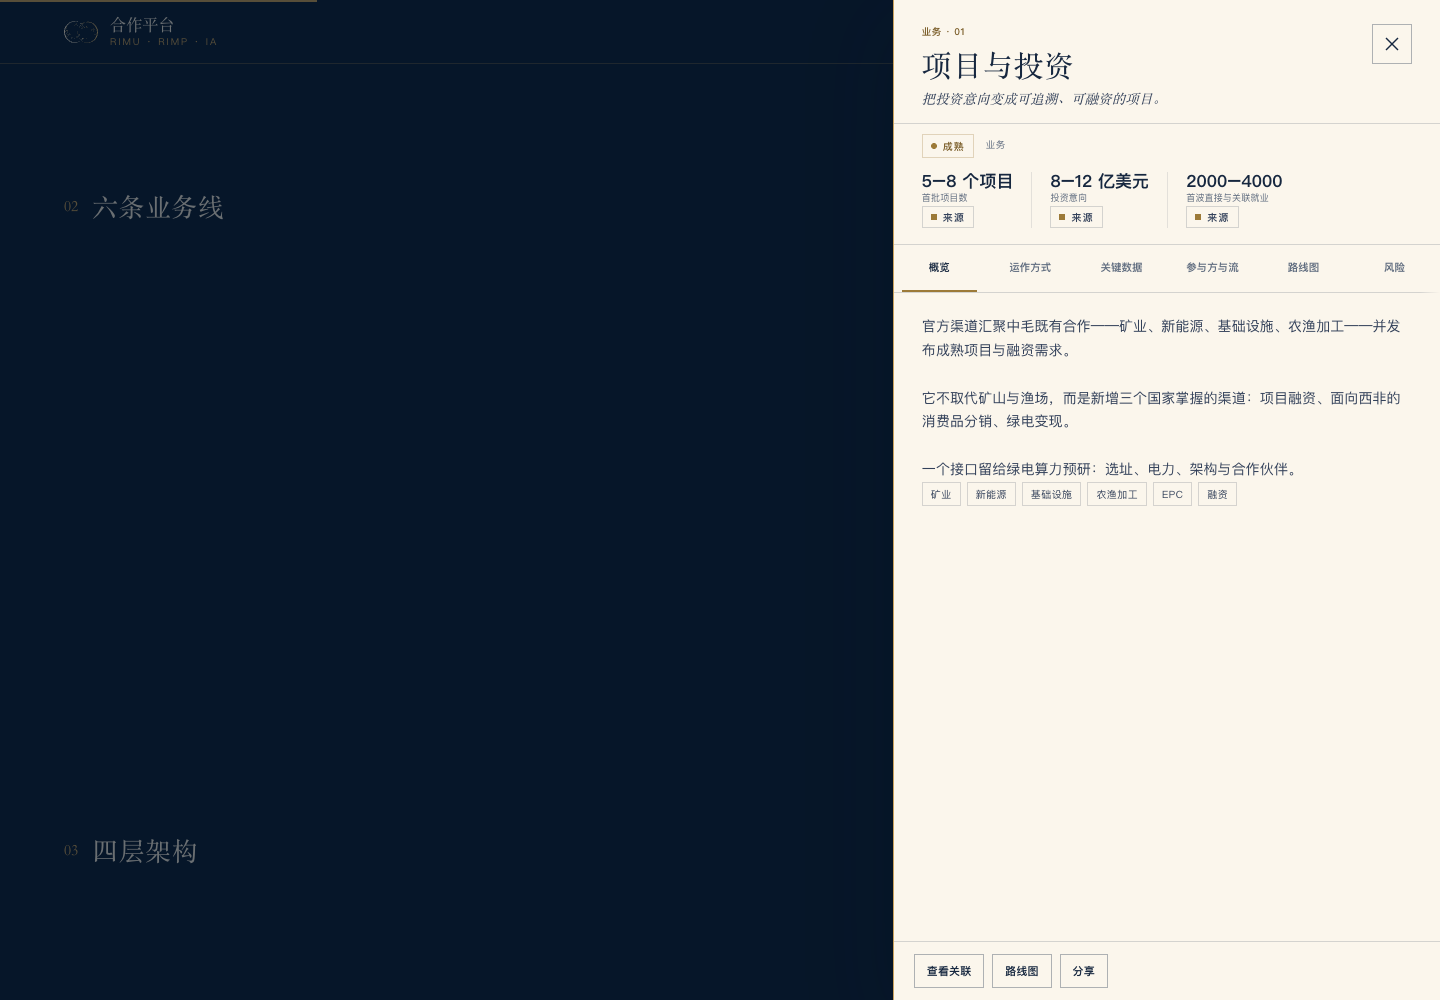 合作平台
RIMU · RIMP · IA
02 六条业务线
03 四层架构
业务 · 01
项目与投资
把投资意向变成可追溯、可融资的项目。
成熟 业务
5—8 个项目
首批项目数
来源
8—12 亿美元
投资意向
来源
2000—4000
首波直接与关联就业
来源
概览 运作方式 关键数据 参与方与流 路线图 风险
官方渠道汇聚中毛既有合作——矿业、新能源、基础设施、农渔加工——并发
布成熟项目与融资需求。
它不取代矿山与渔场，而是新增三个国家掌握的渠道：项目融资、面向西非的
消费品分销、绿电变现。
一个接口留给绿电算力预研：选址、电力、架构与合作伙伴。
矿业 新能源 基础设施 农渔加工 EPC 融资
查看关联 路线图 分享